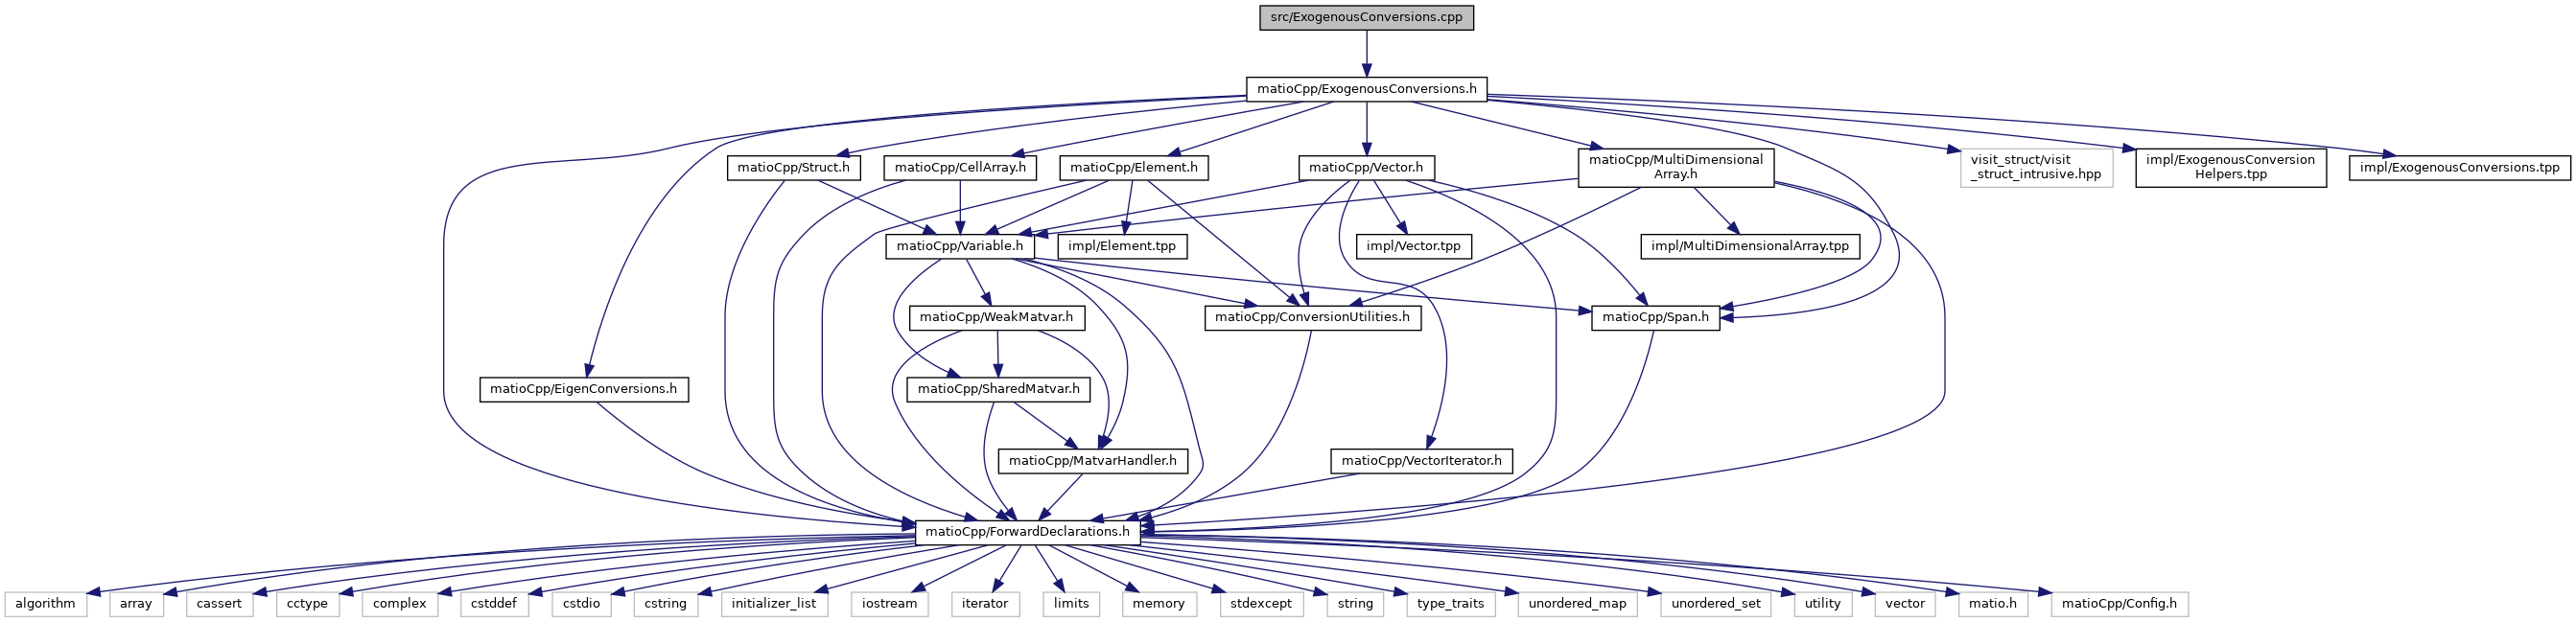 src/ExogenousConversions.cpp
matioCpp/ExogenousConversions.h
matioCpp/Struct.h
matioCpp/CellArray.h
matioCpp/Element.h
matioCpp/Vector.h
matioCpp/MultiDimensional
Array.h
visit_struct/visit
_struct_intrusive.hpp
impl/ExogenousConversion
Helpers.tpp
impl/ExogenousConversions.tpp
matioCpp/Variable.h
impl/Element.tpp
impl/Vector.tpp
impl/MultiDimensionalArray.tpp
matioCpp/WeakMatvar.h
matioCpp/ConversionUtilities.h
matioCpp/Span.h
matioCpp/EigenConversions.h
matioCpp/SharedMatvar.h
matioCpp/MatvarHandler.h
matioCpp/VectorIterator.h
matioCpp/ForwardDeclarations.h
algorithm
array
cassert
cctype
complex
cstddef
cstdio
cstring
initializer_list
iostream
iterator
limits
memory
stdexcept
string
type_traits
unordered_map
unordered_set
utility
vector
matio.h
matioCpp/Config.h